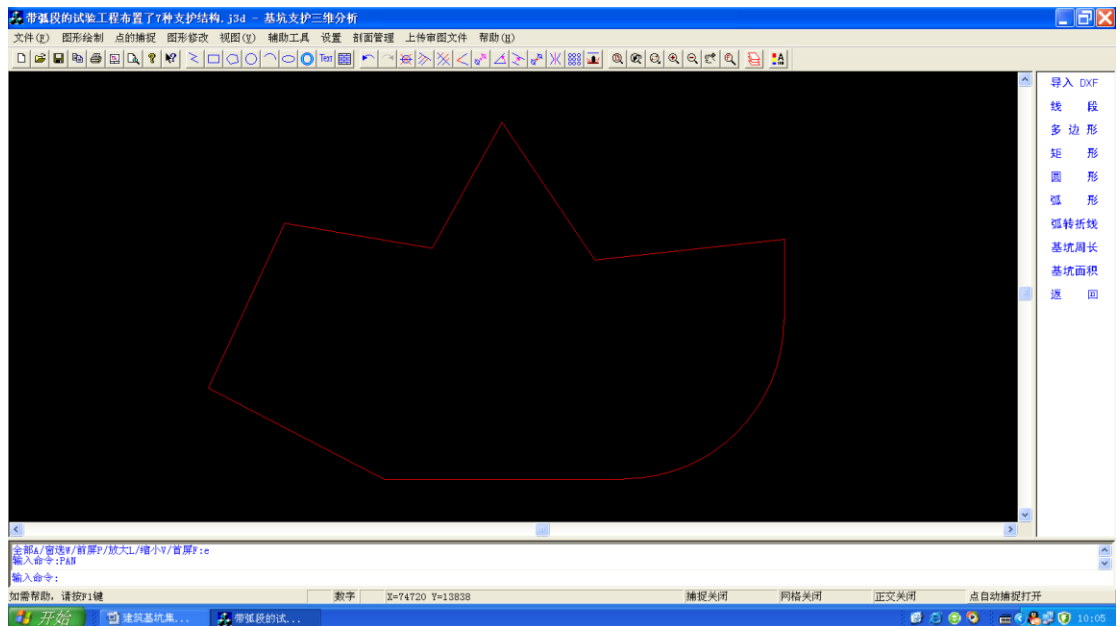 带弧段的试验工程布置了7种支护结构.j3d - 基坑支护三维分析
文件(F) 图形绘制 点的捕捉 图形修改 视图(V) 辅助工具 设置 剖面管理 上传审图文件 帮助(H)
Text
导入 DXF
线 段
多 边 形
矩 形
圆 形
弧 形
弧转折线
基坑周长
基坑面积
返 回
全部A/窗选W/前屏P/放大L/缩小V/首屏F:e
输入命令:PAN
输入命令:
如需帮助，请按F1键 数字 X=74720 Y=13838 捕捉关闭 网格关闭 正交关闭 点自动捕捉打开
开始 建筑基坑集... 带弧段的试... 10:05